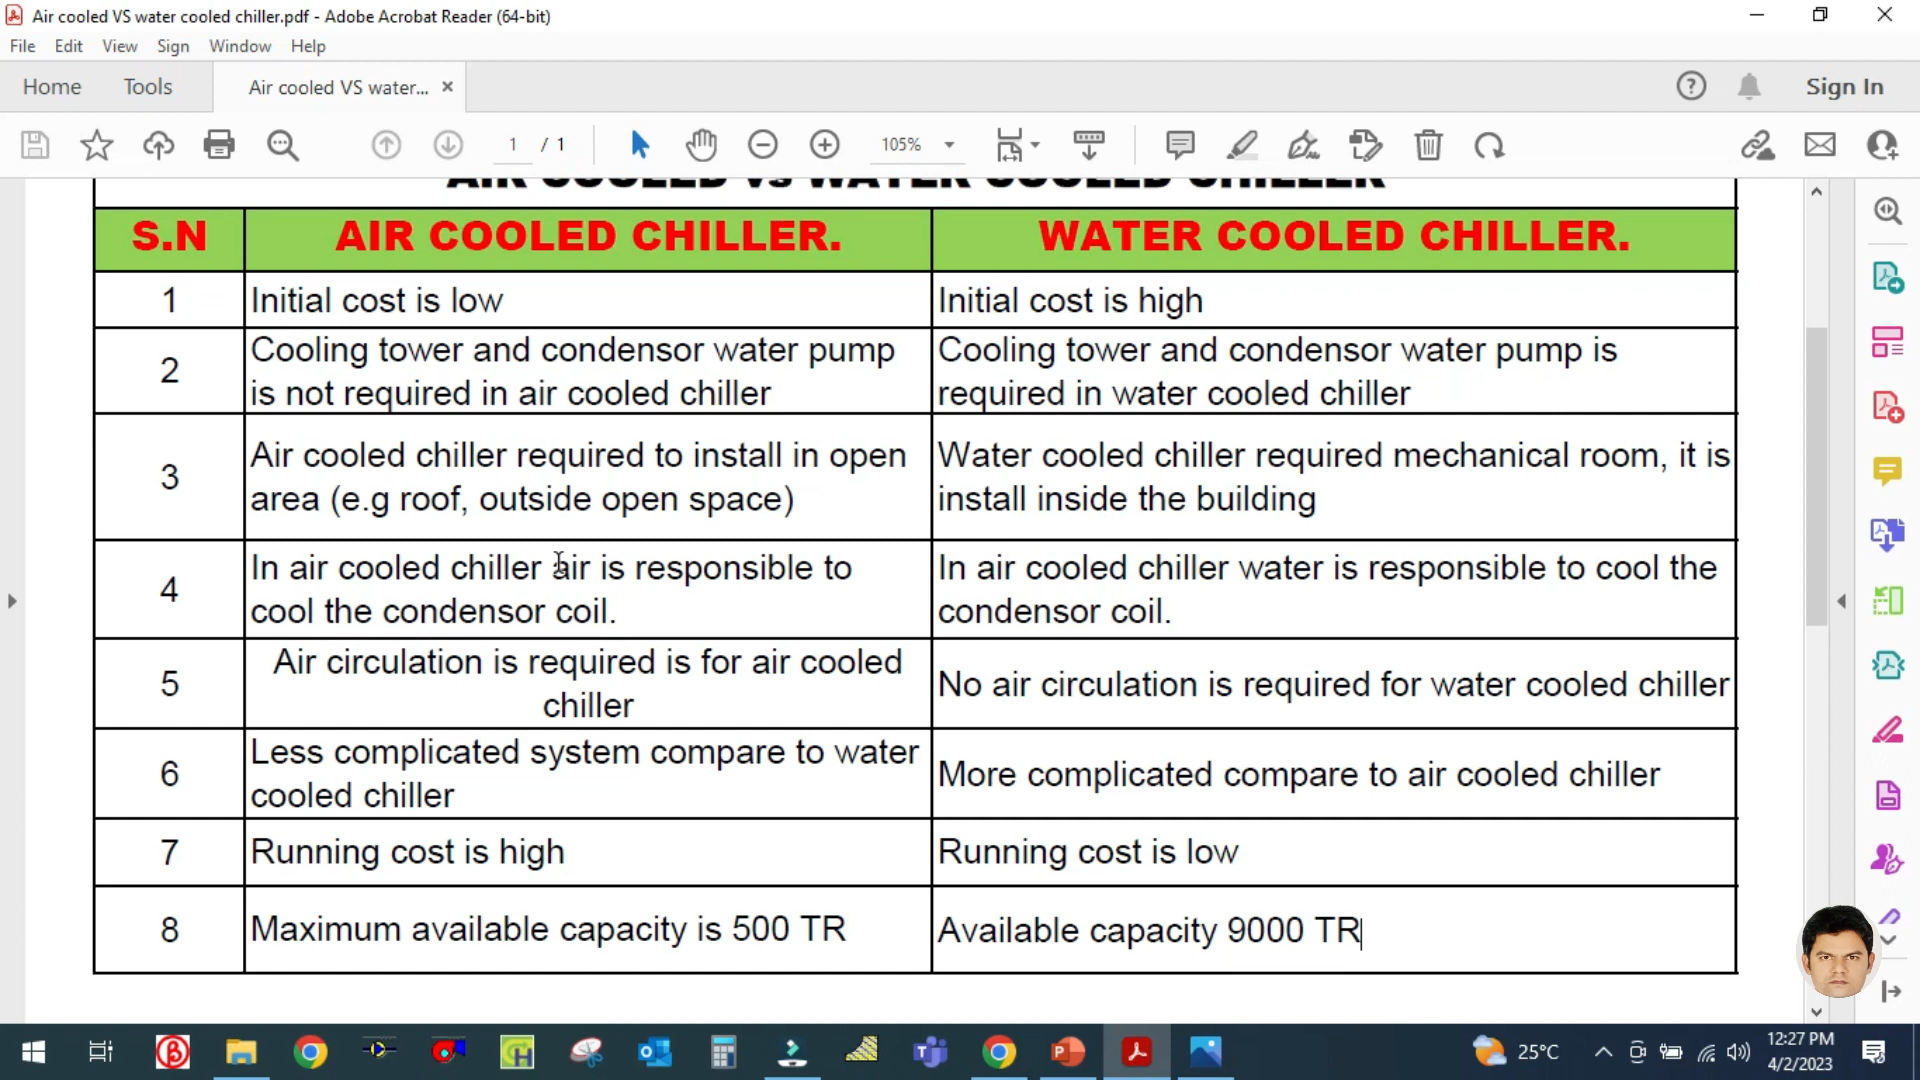 Air cooled VS water cooled chiller.pdf - Adobe Acrobat Reader (64-bit)
File Edit View Sign Window Help
Home Tools Air cooled VS water... × Sign In
1 / 1 105%
AIR COOLED Vs WATER COOLED CHILLER
S.N AIR COOLED CHILLER. WATER COOLED CHILLER.
1 Initial cost is low Initial cost is high
2 Cooling tower and condensor water pump
is not required in air cooled chiller
Cooling tower and condensor water pump is
required in water cooled chiller
3 Air cooled chiller required to install in open
area (e.g roof, outside open space)
Water cooled chiller required mechanical room, it is
install inside the building
4 In air cooled chiller air is responsible to
cool the condensor coil.
In air cooled chiller water is responsible to cool the
condensor coil.
5 Air circulation is required is for air cooled
chiller
No air circulation is required for water cooled chiller
6 Less complicated system compare to water
cooled chiller
More complicated compare to air cooled chiller
7 Running cost is high Running cost is low
8 Maximum available capacity is 500 TR Available capacity 9000 TR
25°C
12:27 PM
4/2/2023